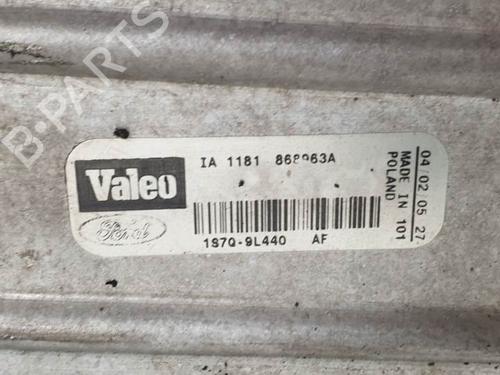 B-PARTS
Valeo
IA 1181 868963A
Ford
1S7Q-9L440 AF
04 02 05 27
MADE IN 101
POLAND